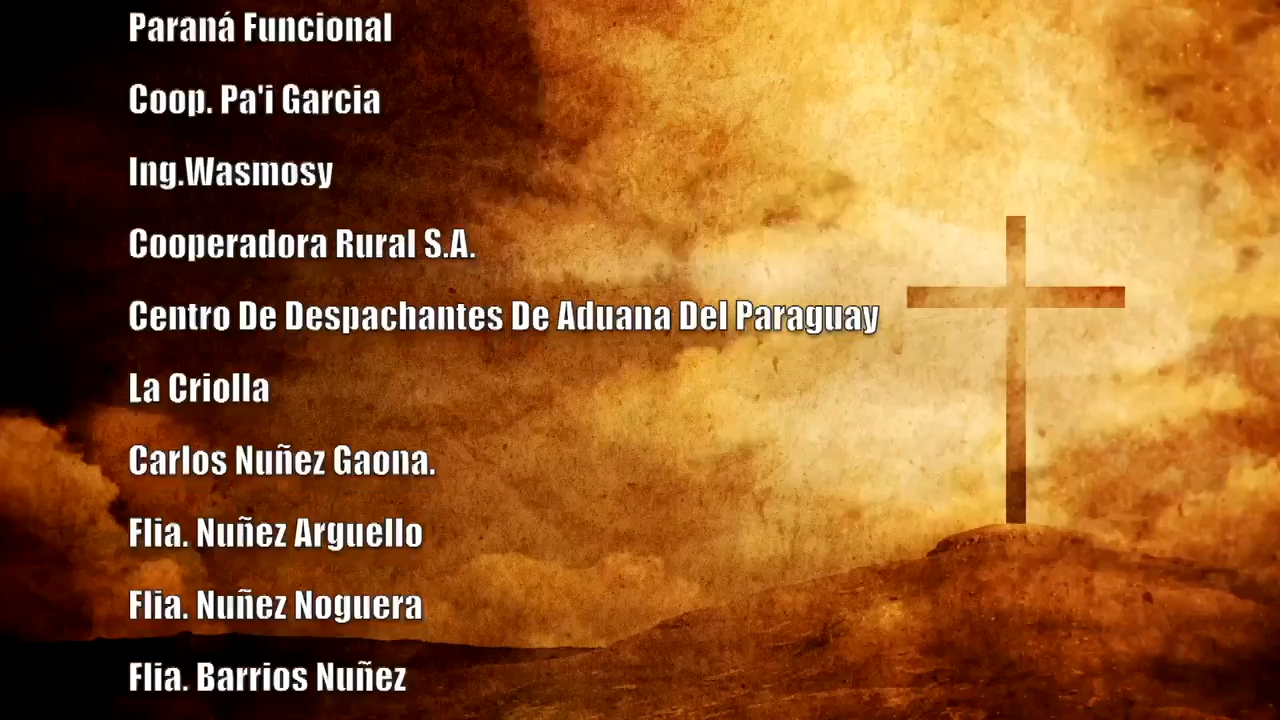 Paraná Funcional
Coop. Pa'i Garcia
Ing.Wasmosy
Cooperadora Rural S.A.
Centro De Despachantes De Aduana Del Paraguay
La Criolla
Carlos Nuñez Gaona.
Flia. Nuñez Arguello
Flia. Nuñez Noguera
Flia. Barrios Nuñez